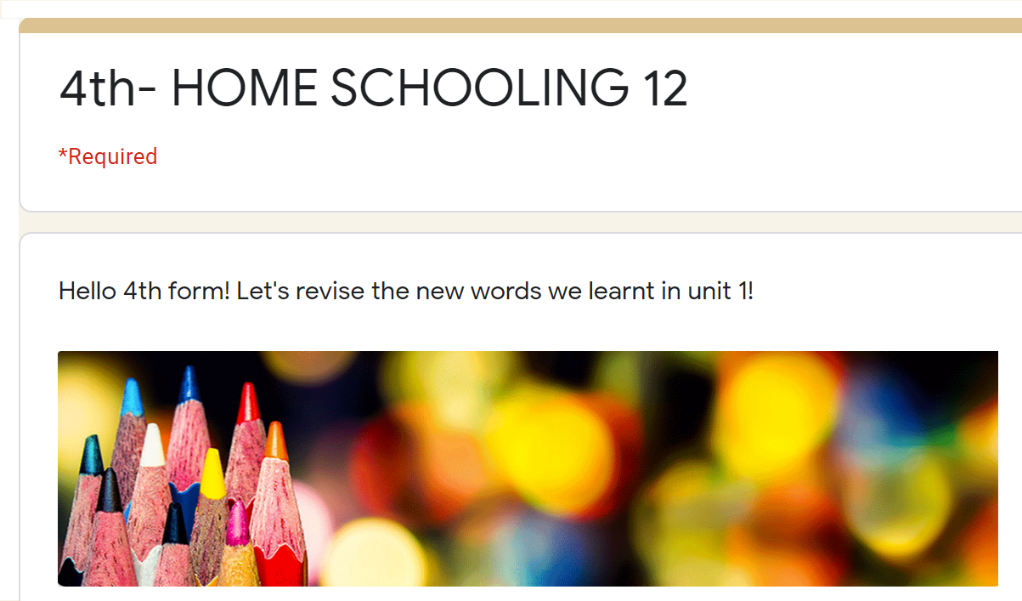 4th- HOME SCHOOLING 12
*Required
Hello 4th form! Let's revise the new words we learnt in unit 1!